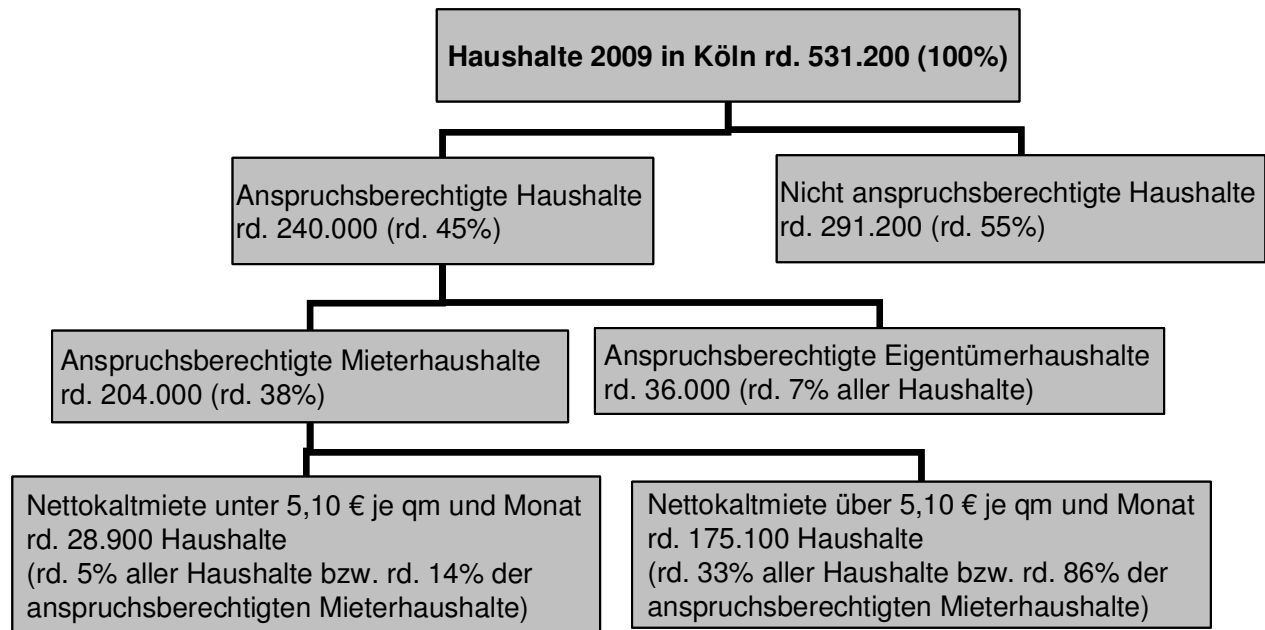 Haushalte 2009 in Köln rd. 531.200 (100%)
Anspruchsberechtigte Haushalte
rd. 240.000 (rd. 45%)
Nicht anspruchsberechtigte Haushalte
rd. 291.200 (rd. 55%)
Anspruchsberechtigte Mieterhaushalte
rd. 204.000 (rd. 38%)
Anspruchsberechtigte Eigentümerhaushalte
rd. 36.000 (rd. 7% aller Haushalte)
Nettokaltmiete unter 5,10 € je qm und Monat
rd. 28.900 Haushalte
(rd. 5% aller Haushalte bzw. rd. 14% der
anspruchsberechtigten Mieterhaushalte)
Nettokaltmiete über 5,10 € je qm und Monat
rd. 175.100 Haushalte
(rd. 33% aller Haushalte bzw. rd. 86% der
anspruchsberechtigten Mieterhaushalte)